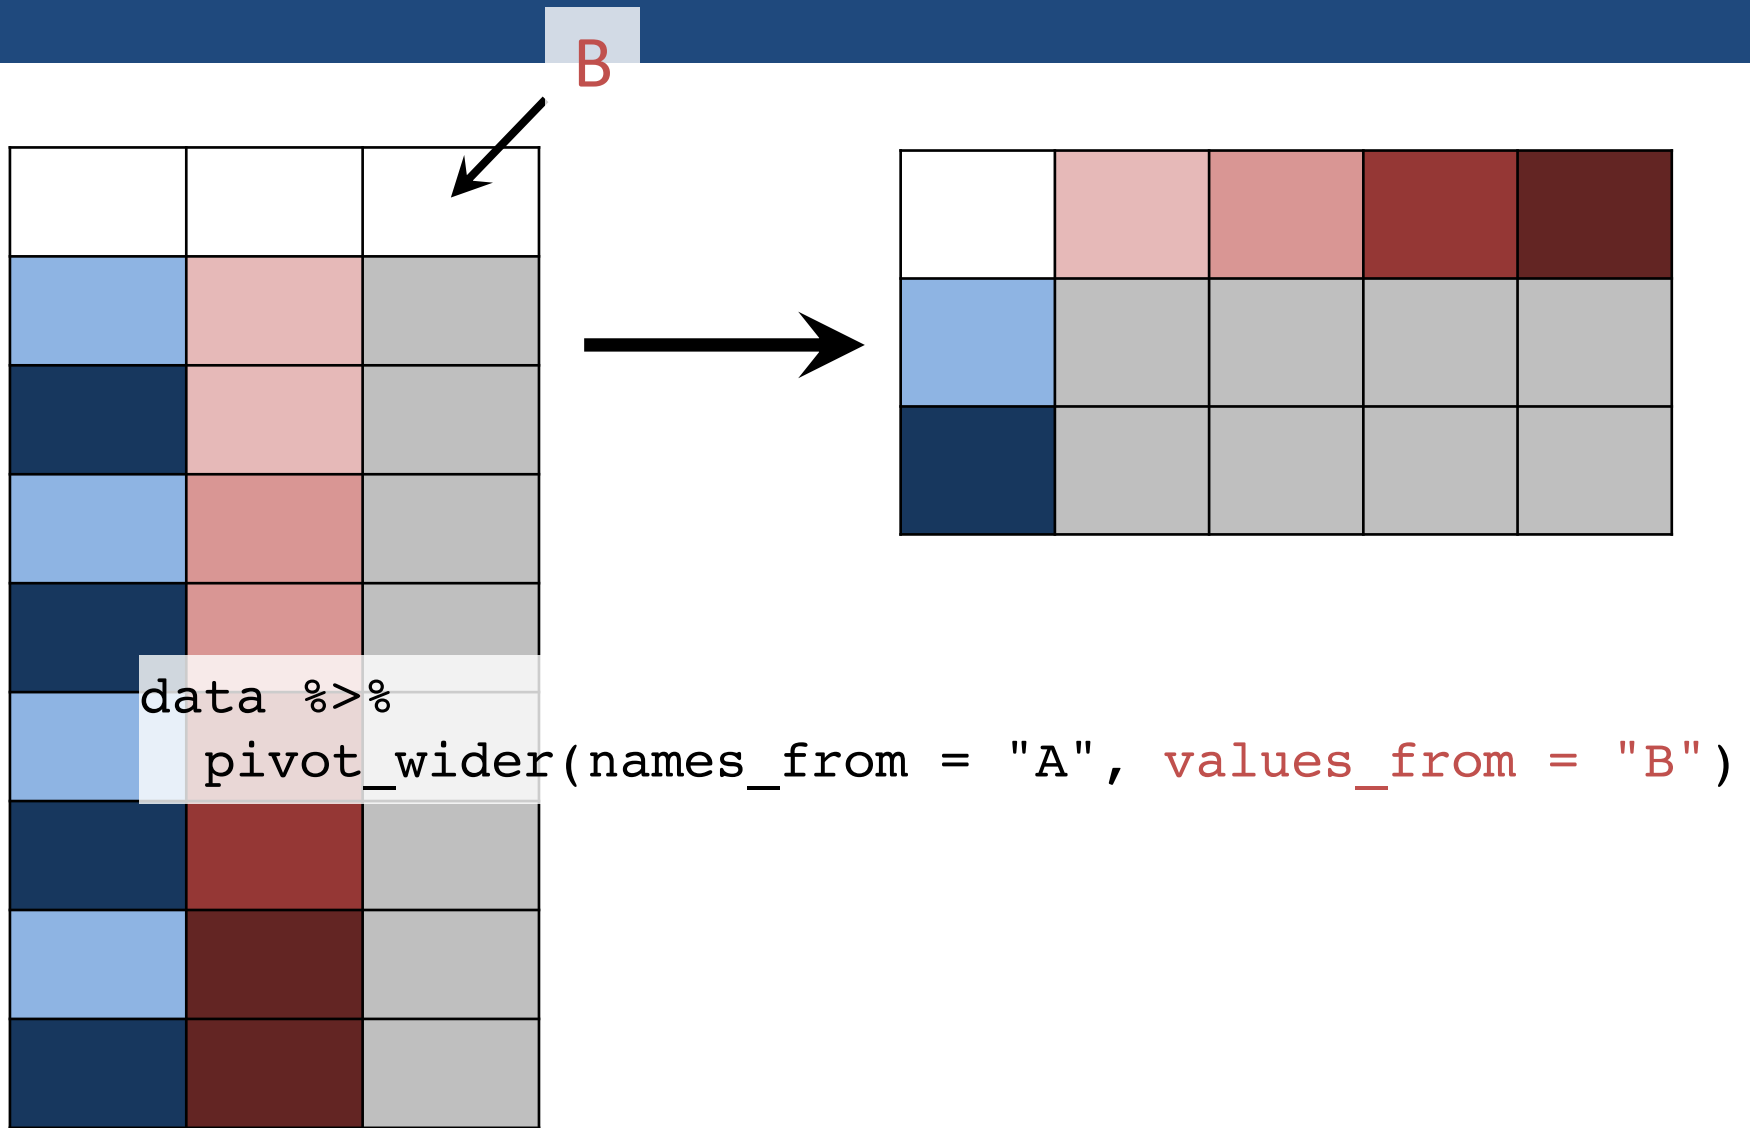 B
data %>%
pivot_wider(names_from = "A", values_from = "B")